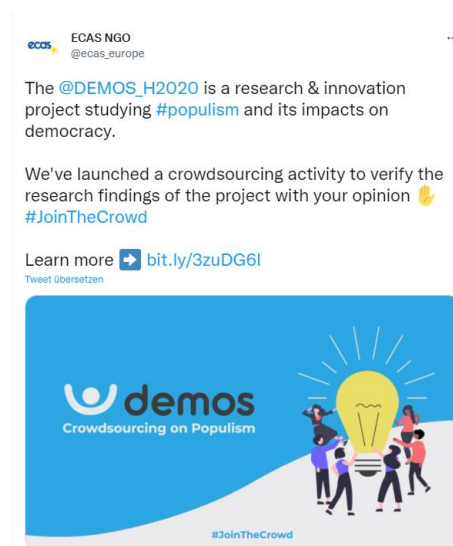 ecas
ECAS NGO
@ecas_europe
The @DEMOS_H2020 is a research & innovation
project studying #populism and its impacts on
democracy.
We've launched a crowdsourcing activity to verify the
research findings of the project with your opinion ✋
#JoinTheCrowd
Learn more ➡️ bit.ly/3zuDG6I
Tweet übersetzen
demos
Crowdsourcing on Populism
#JoinTheCrowd